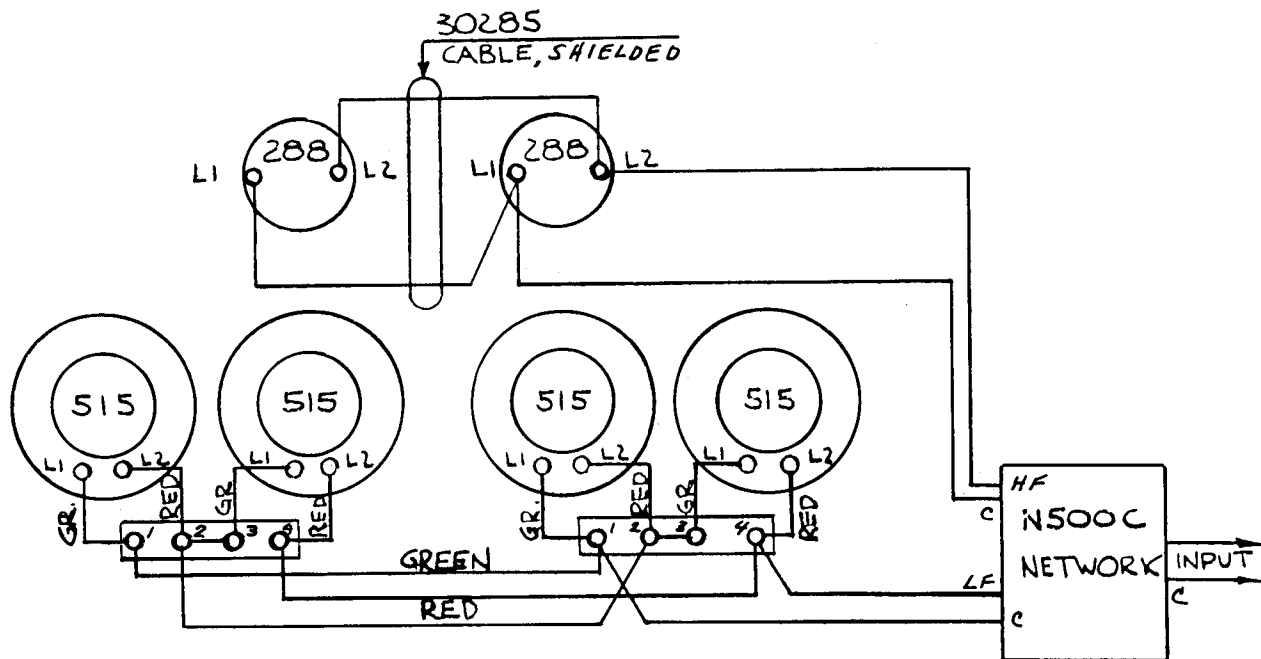 30285
CABLE, SHIELDED
288
L1
L2
288
L1
L2
515
515
515
515
L1
L2
L1
L2
L1
L2
L1
L2
GR.
RED
GR.
RED
GR.
RED
GR.
RED
1
2
3
4
1
2
3
4
GREEN
RED
HF
C
N500C
NETWORK
LF
C
INPUT
C